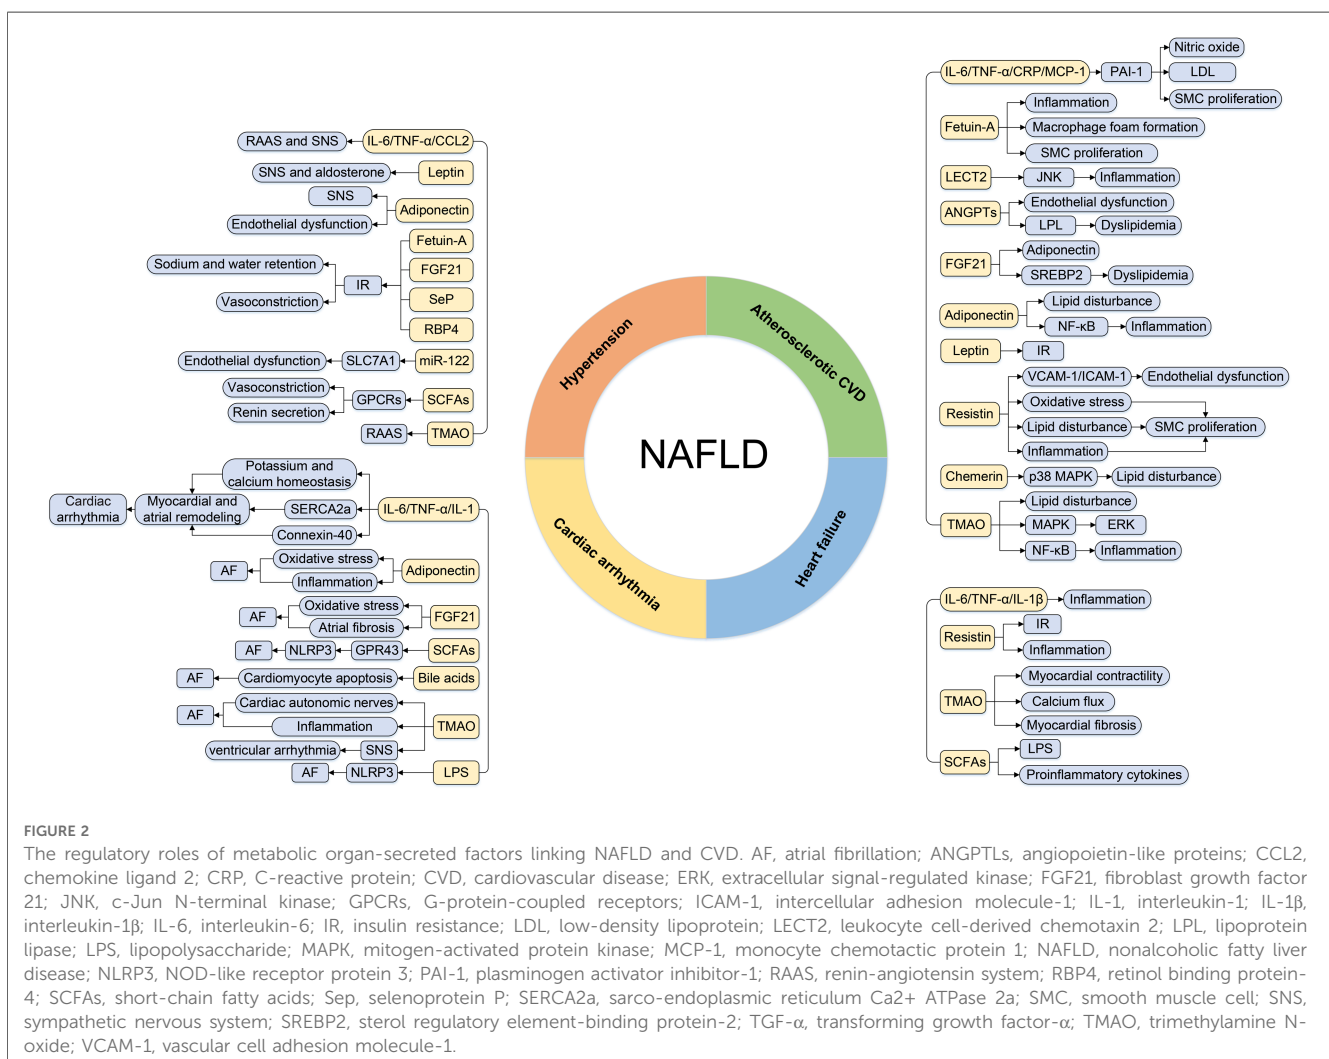 RAAS and SNS
IL-6/TNF-α/CCL2
SNS and aldosterone
Leptin
SNS
Adiponectin
Endothelial dysfunction
Fetuin-A
Sodium and water retention
FGF21
IR
Vasoconstriction
SeP
RBP4
Endothelial dysfunction
SLC7A1
miR-122
Vasoconstriction
GPCRs
SCFAs
Renin secretion
RAAS
TMAO
Potassium and
calcium homeostasis
Cardiac
arrhythmia
Myocardial and
atrial remodeling
SERCA2a
IL-6/TNF-α/IL-1
Connexin-40
Oxidative stress
AF
Adiponectin
Inflammation
Oxidative stress
AF
FGF21
Atrial fibrosis
AF
NLRP3
GPR43
SCFAs
AF
Cardiomyocyte apoptosis
Bile acids
Cardiac autonomic nerves
AF
Inflammation
TMAO
ventricular arrhythmia
SNS
AF
NLRP3
LPS
Hypertension
Atherosclerotic CVD
NAFLD
Cardiac arrhythmia
Heart failure
Nitric oxide
IL-6/TNF-α/CRP/MCP-1
PAI-1
LDL
SMC proliferation
Inflammation
Fetuin-A
Macrophage foam formation
SMC proliferation
LECT2
JNK
Inflammation
Endothelial dysfunction
ANGPTs
LPL
Dyslipidemia
Adiponectin
FGF21
SREBP2
Dyslipidemia
Lipid disturbance
Adiponectin
NF-κB
Inflammation
Leptin
IR
VCAM-1/ICAM-1
Endothelial dysfunction
Oxidative stress
Resistin
Lipid disturbance
SMC proliferation
Inflammation
Chemerin
p38 MAPK
Lipid disturbance
Lipid disturbance
TMAO
MAPK
ERK
NF-κB
Inflammation
IL-6/TNF-α/IL-1β
Inflammation
IR
Resistin
Inflammation
Myocardial contractility
TMAO
Calcium flux
Myocardial fibrosis
LPS
SCFAs
Proinflammatory cytokines
FIGURE 2
The regulatory roles of metabolic organ-secreted factors linking NAFLD and CVD. AF, atrial fibrillation; ANGPTLs, angiopoietin-like proteins; CCL2,
chemokine ligand 2; CRP, C-reactive protein; CVD, cardiovascular disease; ERK, extracellular signal-regulated kinase; FGF21, fibroblast growth factor
21; JNK, c-Jun N-terminal kinase; GPCRs, G-protein-coupled receptors; ICAM-1, intercellular adhesion molecule-1; IL-1, interleukin-1; IL-1β,
interleukin-1β; IL-6, interleukin-6; IR, insulin resistance; LDL, low-density lipoprotein; LECT2, leukocyte cell-derived chemotaxin 2; LPL, lipoprotein
lipase; LPS, lipopolysaccharide; MAPK, mitogen-activated protein kinase; MCP-1, monocyte chemotactic protein 1; NAFLD, nonalcoholic fatty liver
disease; NLRP3, NOD-like receptor protein 3; PAI-1, plasminogen activator inhibitor-1; RAAS, renin-angiotensin system; RBP4, retinol binding protein-
4; SCFAs, short-chain fatty acids; Sep, selenoprotein P; SERCA2a, sarco-endoplasmic reticulum Ca2+ ATPase 2a; SMC, smooth muscle cell; SNS,
sympathetic nervous system; SREBP2, sterol regulatory element-binding protein-2; TGF-α, transforming growth factor-α; TMAO, trimethylamine N-
oxide; VCAM-1, vascular cell adhesion molecule-1.